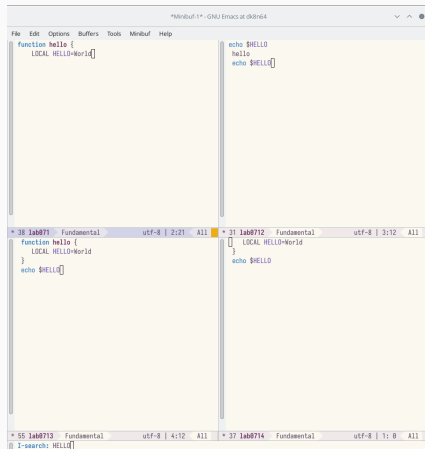 *Minibuf-1* - GNU Emacs at dk8n64
File Edit Options Buffers Tools Minibuf Help
function hello {
LOCAL HELLO=World
* 38 lab071 Fundamental utf-8 | 2:21 All
echo $HELLO
hello
echo $HELLO
* 31 lab0712 Fundamental utf-8 | 3:12 All
function hello {
LOCAL HELLO=World
}
echo $HELLO
* 55 lab0713 Fundamental utf-8 | 4:12 All
LOCAL HELLO=World
}
echo $HELLO
* 37 lab0714 Fundamental utf-8 | 1: 0 All
I-search: HELLO